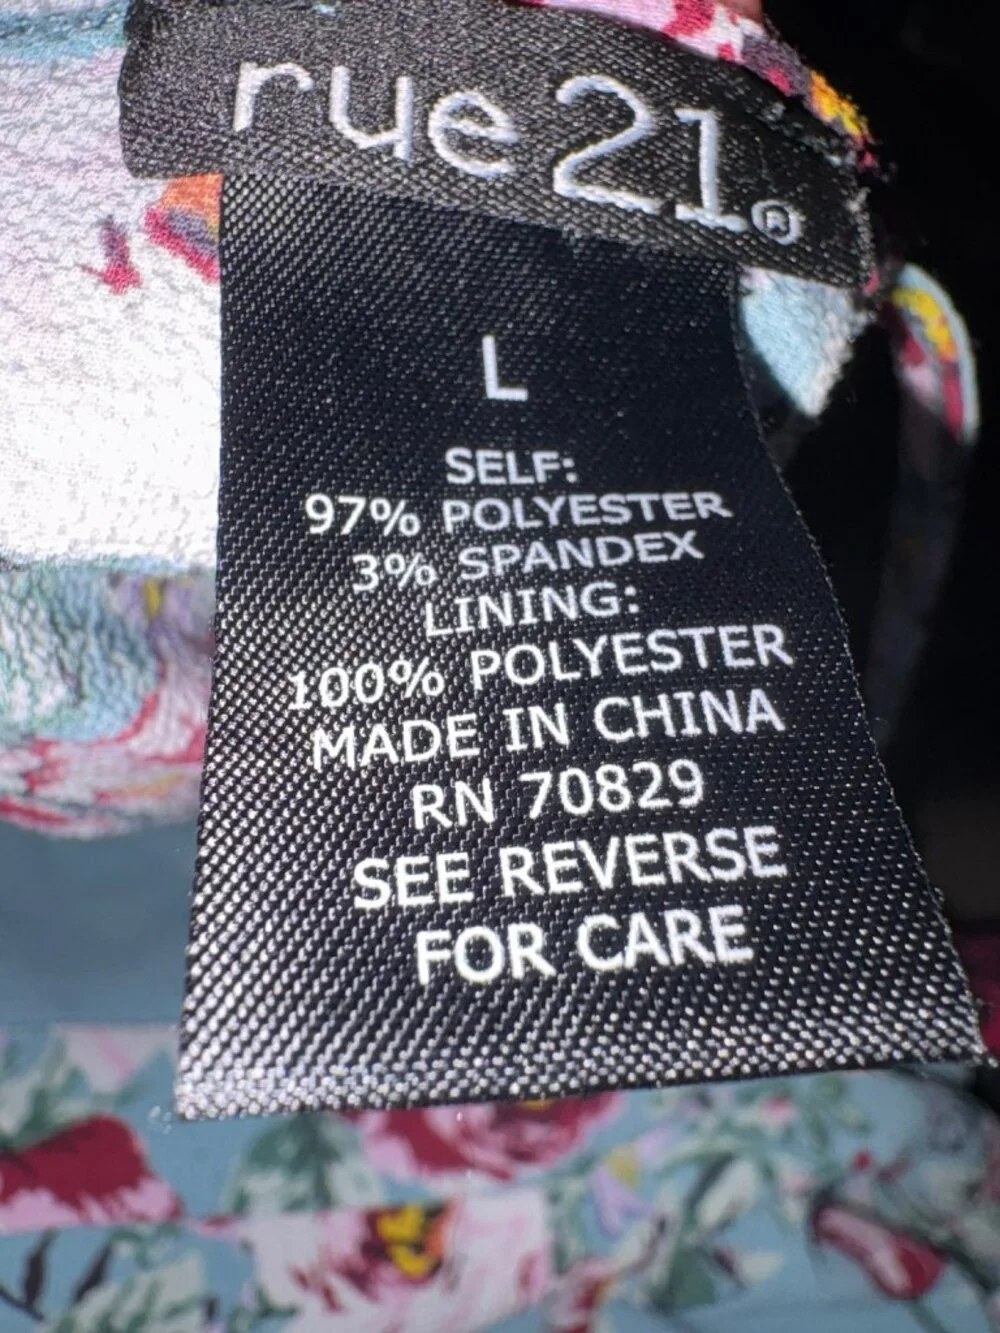 rue21®
L
SELF:
97% POLYESTER
3% SPANDEX
LINING:
100% POLYESTER
MADE IN CHINA
RN 70829
SEE REVERSE
FOR CARE